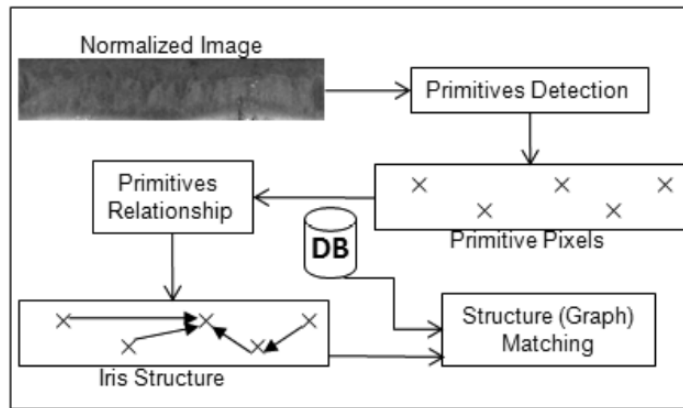 Normalized Image
Primitives Detection
Primitives
Relationship
Primitive Pixels
DB
Structure (Graph)
Matching
Iris Structure